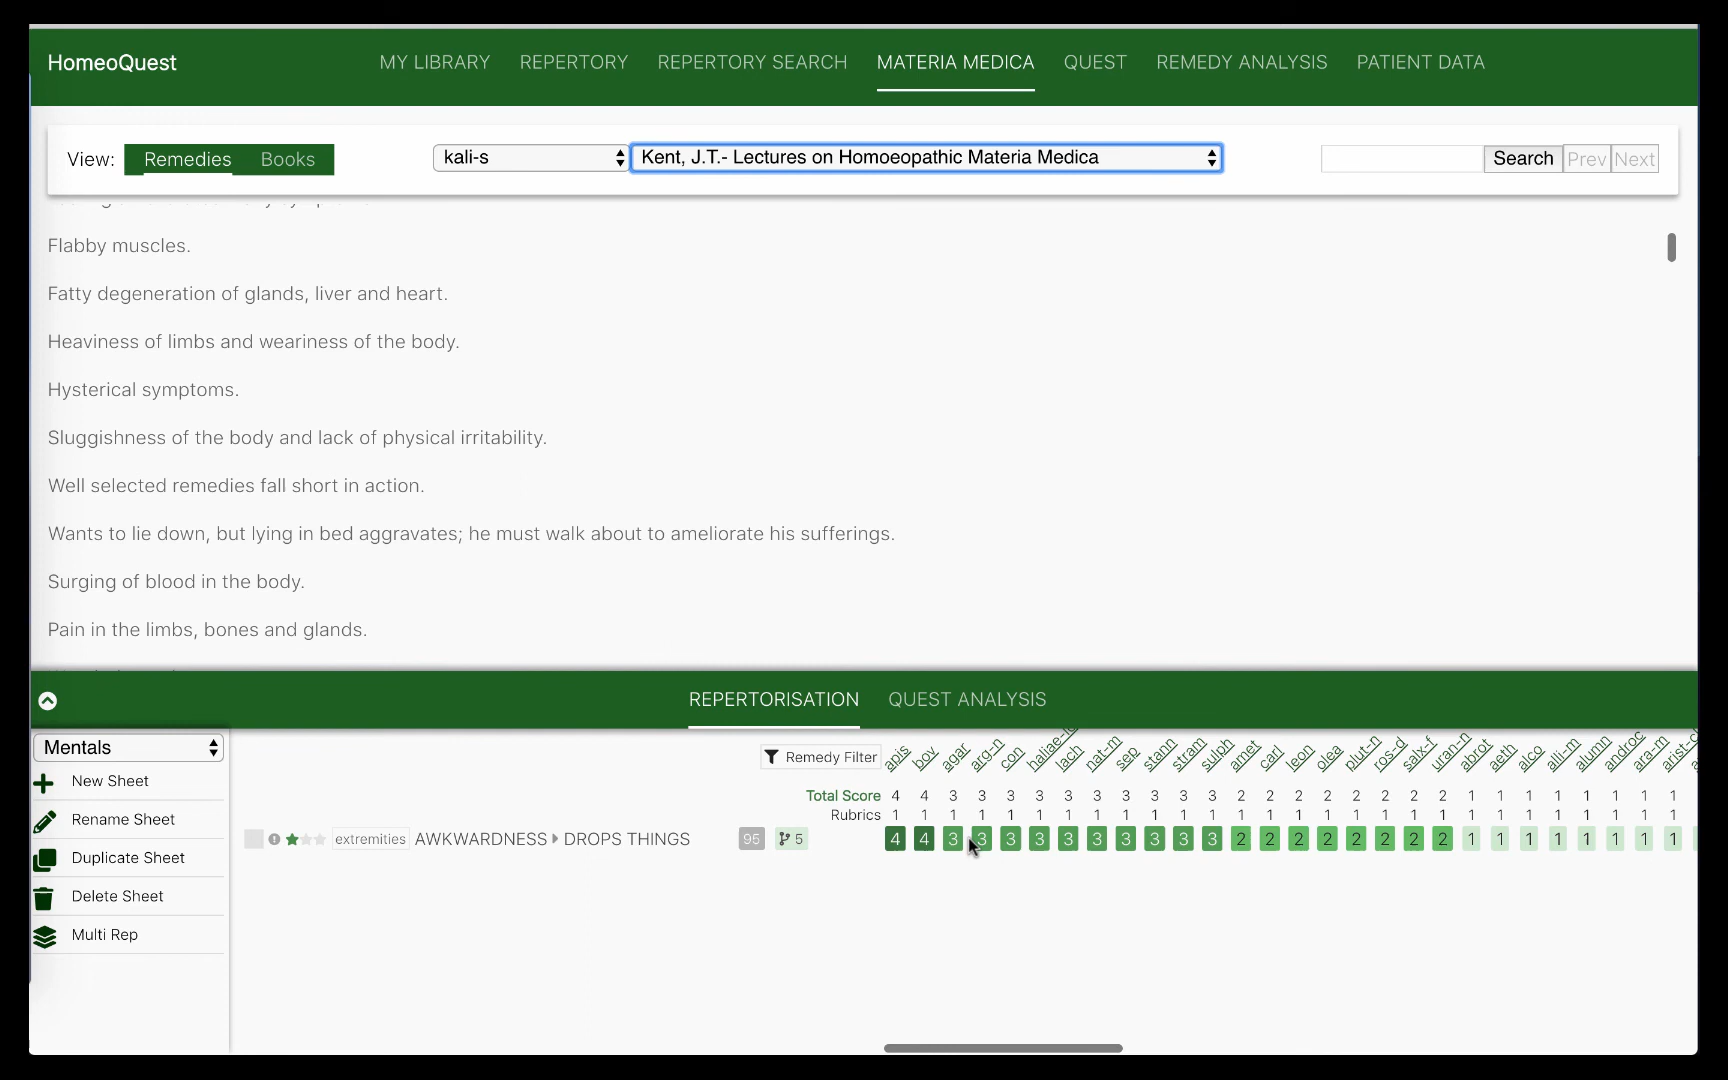 HomeoQuest MY LIBRARY REPERTORY REPERTORY SEARCH MATERIA MEDICA QUEST REMEDY ANALYSIS PATIENT DATA
View: Remedies Books kali-s Kent, J.T.- Lectures on Homoeopathic Materia Medica Search Prev Next
Flabby muscles.
Fatty degeneration of glands, liver and heart.
Heaviness of limbs and weariness of the body.
Hysterical symptoms.
Sluggishness of the body and lack of physical irritability.
Well selected remedies fall short in action.
Wants to lie down, but lying in bed aggravates; he must walk about to ameliorate his sufferings.
Surging of blood in the body.
Pain in the limbs, bones and glands.
REPERTORISATION QUEST ANALYSIS
Mentals
New Sheet
Rename Sheet
Duplicate Sheet
Delete Sheet
Multi Rep
Remedy Filter apis bov agar arg-n con lach nat-m sep stann stram sulph amet carl leon olea plut-n ros-d salx-f uran-n abrot aeth alco all-m alumn androc ara-m
Total Score 4 4 3 3 3 3 3 3 3 3 3 3 2 2 2 2 2 2 2 2 1 1 1 1 1 1 1 1
Rubrics 1 1 1 1 1 1 1 1 1 1 1 1 1 1 1 1 1 1 1 1 1 1 1 1 1 1 1 1
extremities AWKWARDNESS DROPS THINGS 95 5 4 4 3 3 3 3 3 3 3 3 3 3 2 2 2 2 2 2 2 2 1 1 1 1 1 1 1 1